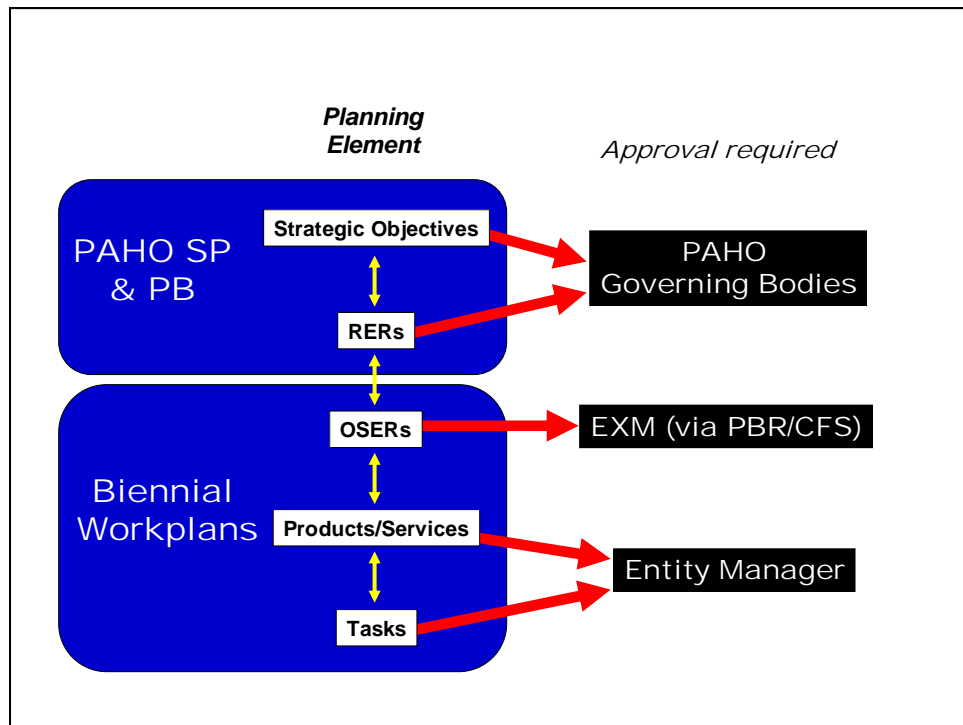 Planning
Element
Approval required
PAHO SP
& PB
Strategic Objectives
RERs
PAHO
Governing Bodies
Biennial
Workplans
OSERs
EXM (via PBR/CFS)
Products/Services
Entity Manager
Tasks